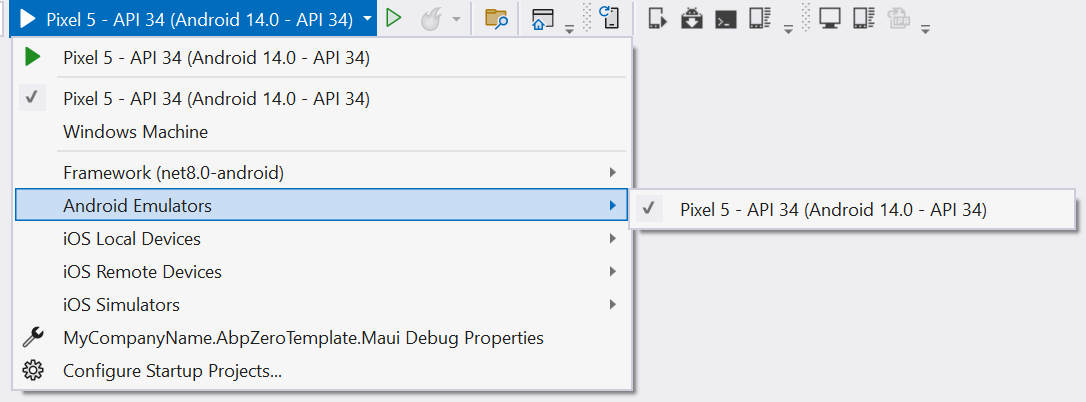 Pixel 5 - API 34 (Android 14.0 - API 34)
Pixel 5 - API 34 (Android 14.0 - API 34)
Pixel 5 - API 34 (Android 14.0 - API 34)
Windows Machine
Framework (net8.0-android)
Android Emulators
Pixel 5 - API 34 (Android 14.0 - API 34)
iOS Local Devices
iOS Remote Devices
iOS Simulators
MyCompanyName.AbpZeroTemplate.Maui Debug Properties
Configure Startup Projects...